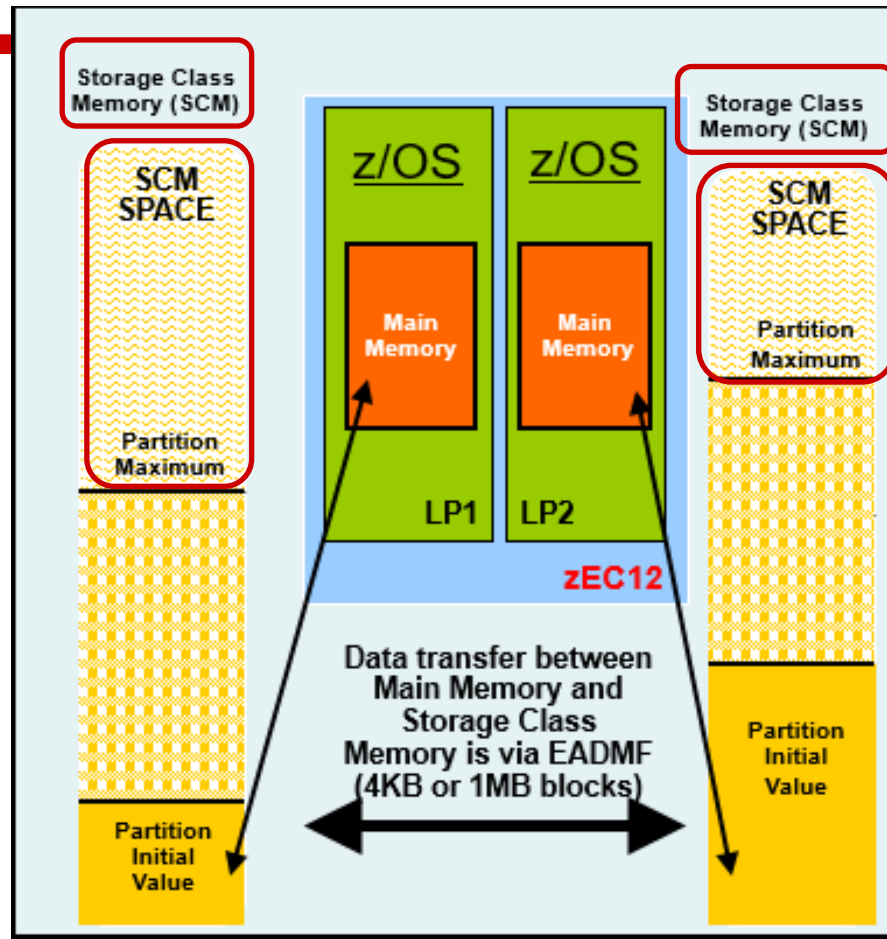 Storage Class
Memory (SCM)
SCM
SPACE
Partition
Maximum
Partition
Initial
Value
z/OS
Main
Memory
LP1
z/OS
Main
Memory
LP2
zEC12
Data transfer between
Main Memory and
Storage Class
Memory is via EADMF
(4KB or 1MB blocks)
Storage Class
Memory (SCM)
SCM
SPACE
Partition
Maximum
Partition
Initial
Value